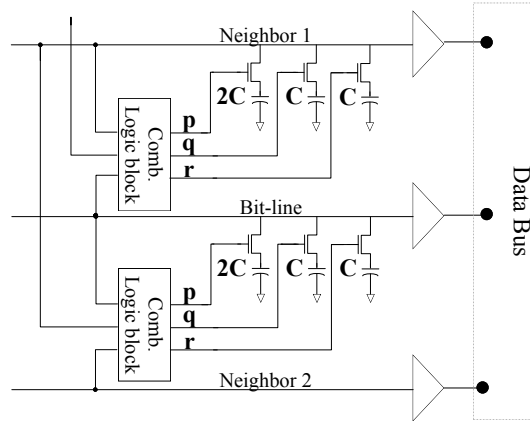 Neighbor 1
2C C C
p
q
r
Comb.
Logic block
Bit-line
2C C C
p
q
r
Comb.
Logic block
Neighbor 2
Data Bus